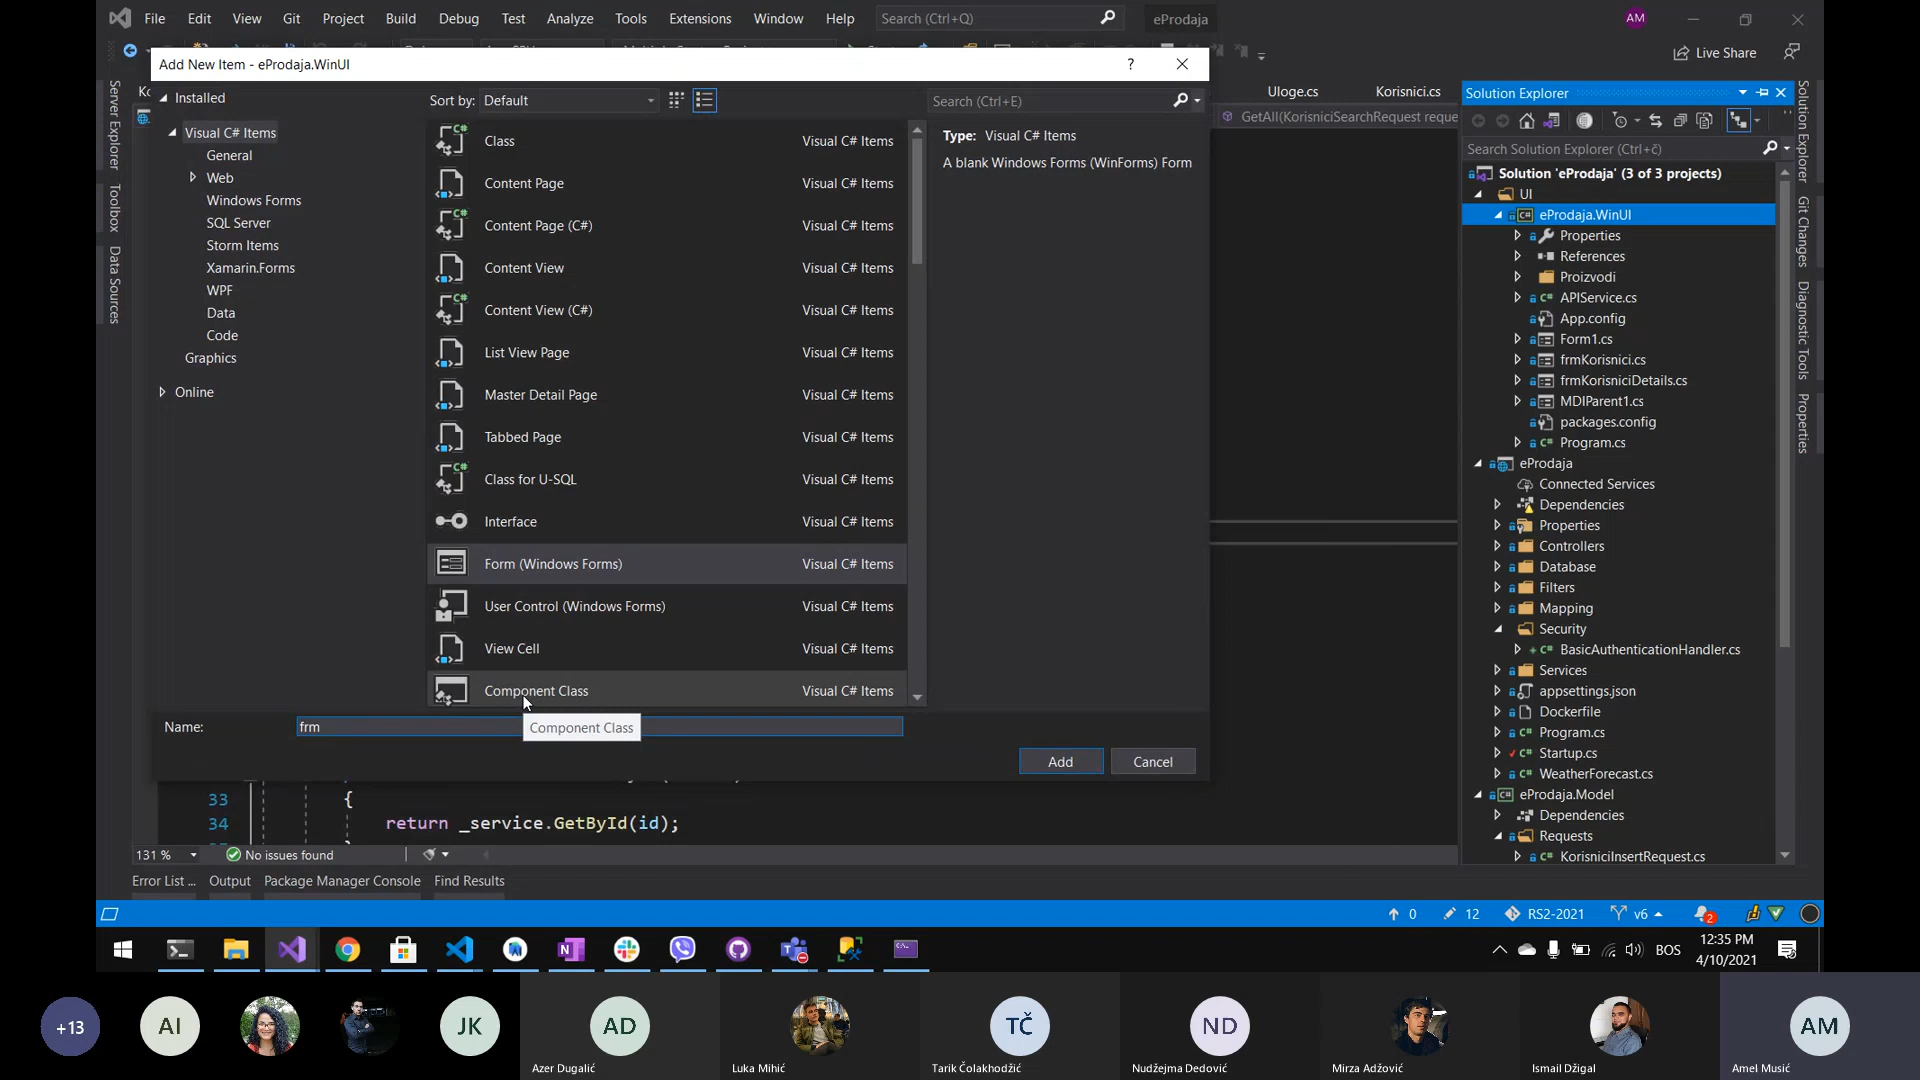 File Edit View Git Project Build Debug Test Analyze Tools Extensions Window Help Search (Ctrl+Q) eProdaja AM
Live Share
Add New Item - eProdaja.WinUI ?
Uloge.cs Korisnici.cs
GetAll(KorisniciSearchRequest reque
Server Explorer
Toolbox
Data Sources
Installed
Visual C# Items
General
Web
Windows Forms
SQL Server
Storm Items
Xamarin.Forms
WPF
Data
Code
Graphics
Online
Sort by: Default
Search (Ctrl+E)
Class Visual C# Items
Content Page Visual C# Items
Content Page (C#) Visual C# Items
Content View Visual C# Items
Content View (C#) Visual C# Items
List View Page Visual C# Items
Master Detail Page Visual C# Items
Tabbed Page Visual C# Items
Class for U-SQL Visual C# Items
Interface Visual C# Items
Form (Windows Forms) Visual C# Items
User Control (Windows Forms) Visual C# Items
View Cell Visual C# Items
Component Class Visual C# Items
Type: Visual C# Items
A blank Windows Forms (WinForms) Form
Name: frm
Component Class
Add Cancel
33 {
34 return _service.GetById(id);
131 % No issues found
Error List ... Output Package Manager Console Find Results
Solution Explorer
Search Solution Explorer (Ctrl+č)
Solution 'eProdaja' (3 of 3 projects)
UI
eProdaja.WinUI
Properties
References
Proizvodi
APIService.cs
App.config
Form1.cs
frmKorisnici.cs
frmKorisniciDetails.cs
MDIParent1.cs
packages.config
Program.cs
eProdaja
Connected Services
Dependencies
Properties
Controllers
Database
Filters
Mapping
Security
BasicAuthenticationHandler.cs
Services
appsettings.json
Dockerfile
Program.cs
Startup.cs
WeatherForecast.cs
eProdaja.Model
Dependencies
Requests
KorisniciInsertRequest.cs
Solution Explorer
Git Changes
Diagnostic Tools
Properties
0 12 RS2-2021 v6 2
BOS
12:35 PM
4/10/2021
+13 AI JK AD TČ ND AM
Azer Dugalić Luka Mihić Tarik Čolakhodžić Nudžejma Dedović Mirza Adžović Ismail Džigal Amel Musić